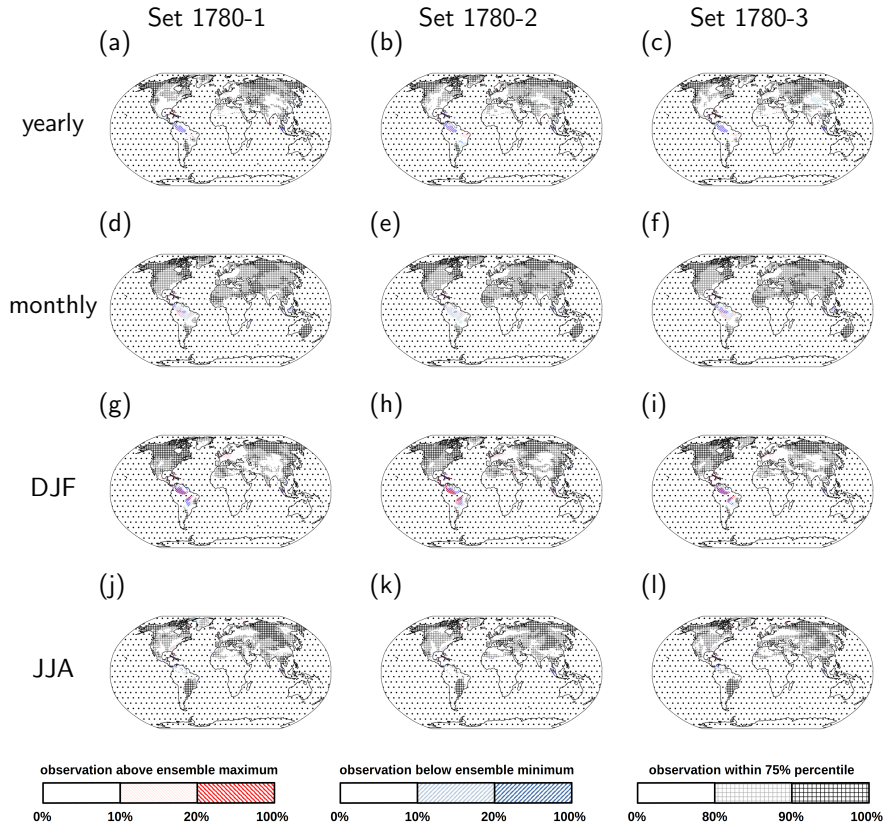 Set 1780-1 Set 1780-2 Set 1780-3
(a) (b) (c)
yearly
(d) (e) (f)
monthly
(g) (h) (i)
DJF
(j) (k) (l)
JJA
observation above ensemble maximum observation below ensemble minimum observation within 75% percentile
0% 10% 20% 100% 0% 10% 20% 100% 0% 80% 90% 100%